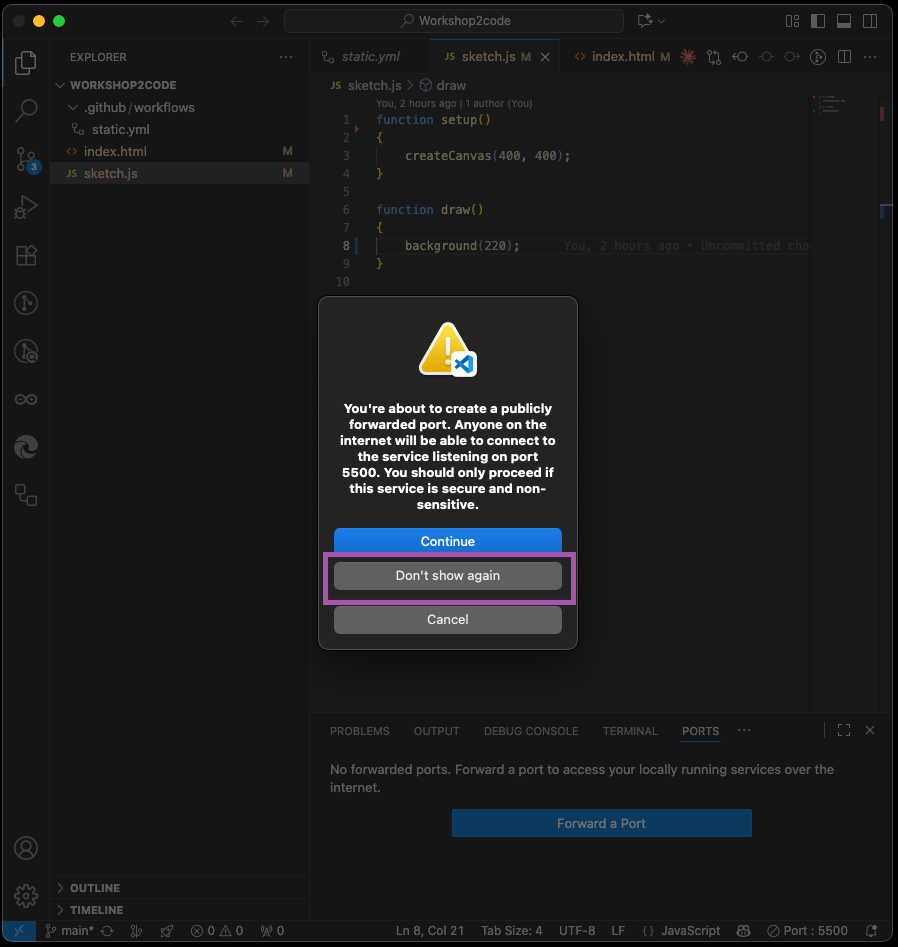 Workshop2code
EXPLORER
static.yml
JS sketch.js M
index.html M
WORKSHOP2CODE
.github/workflows
static.yml
index.html M
JS sketch.js M
3
JS sketch.js > draw
You, 2 hours ago | 1 author (You)
1 function setup()
2 {
3 createCanvas(400, 400);
4 }
5
6 function draw()
7 {
8 background(220); You, 2 hours ago • Uncommitted cha
9 }
10
You're about to create a publicly
forwarded port. Anyone on the
internet will be able to connect to
the service listening on port
5500. You should only proceed if
this service is secure and non-
sensitive.
Continue
Don't show again
Cancel
PROBLEMS OUTPUT DEBUG CONSOLE TERMINAL PORTS
No forwarded ports. Forward a port to access your locally running services over the
internet.
Forward a Port
OUTLINE
TIMELINE
main* 0 0 0 Ln 8, Col 21 Tab Size: 4 UTF-8 LF {} JavaScript Port : 5500